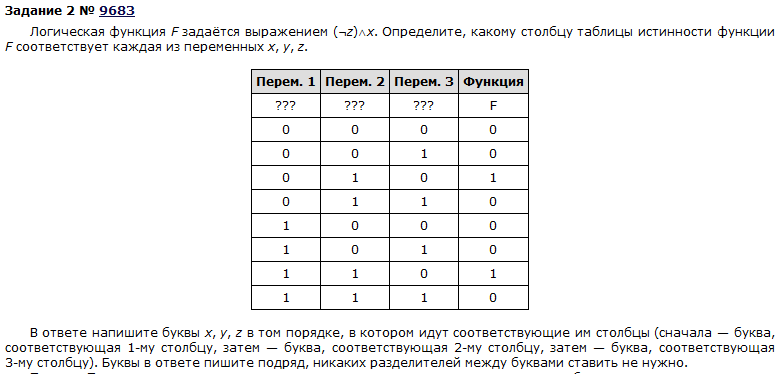 Задание 2 № 9683
Логическая функция F задаётся выражением (¬z)∧x. Определите, какому столбцу таблицы истинности функции
F соответствует каждая из переменных x, y, z.
Перем. 1 Перем. 2 Перем. 3 Функция
??? ??? ??? F
0 0 0 0
0 0 1 0
0 1 0 1
0 1 1 0
1 0 0 0
1 0 1 0
1 1 0 1
1 1 1 0
В ответе напишите буквы x, y, z в том порядке, в котором идут соответствующие им столбцы (сначала — буква,
соответствующая 1-му столбцу, затем — буква, соответствующая 2-му столбцу, затем — буква, соответствующая
3-му столбцу). Буквы в ответе пишите подряд, никаких разделителей между буквами ставить не нужно.